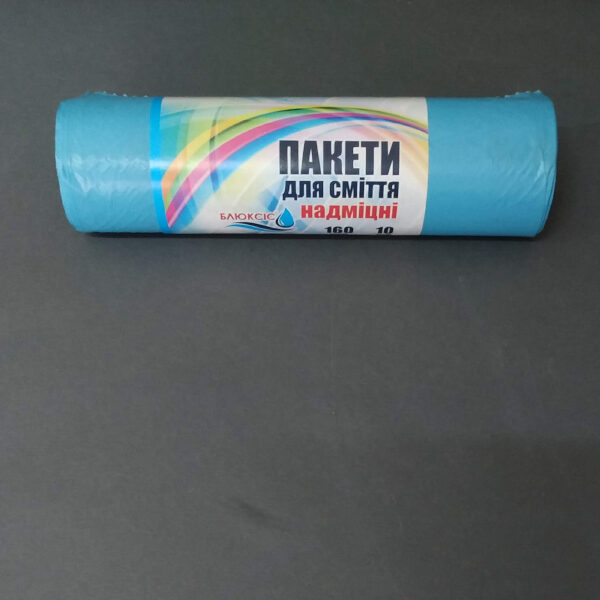 ПАКЕТИ
ДЛЯ СМІТТЯ
надміцні
БЛЮКСІС
160 10